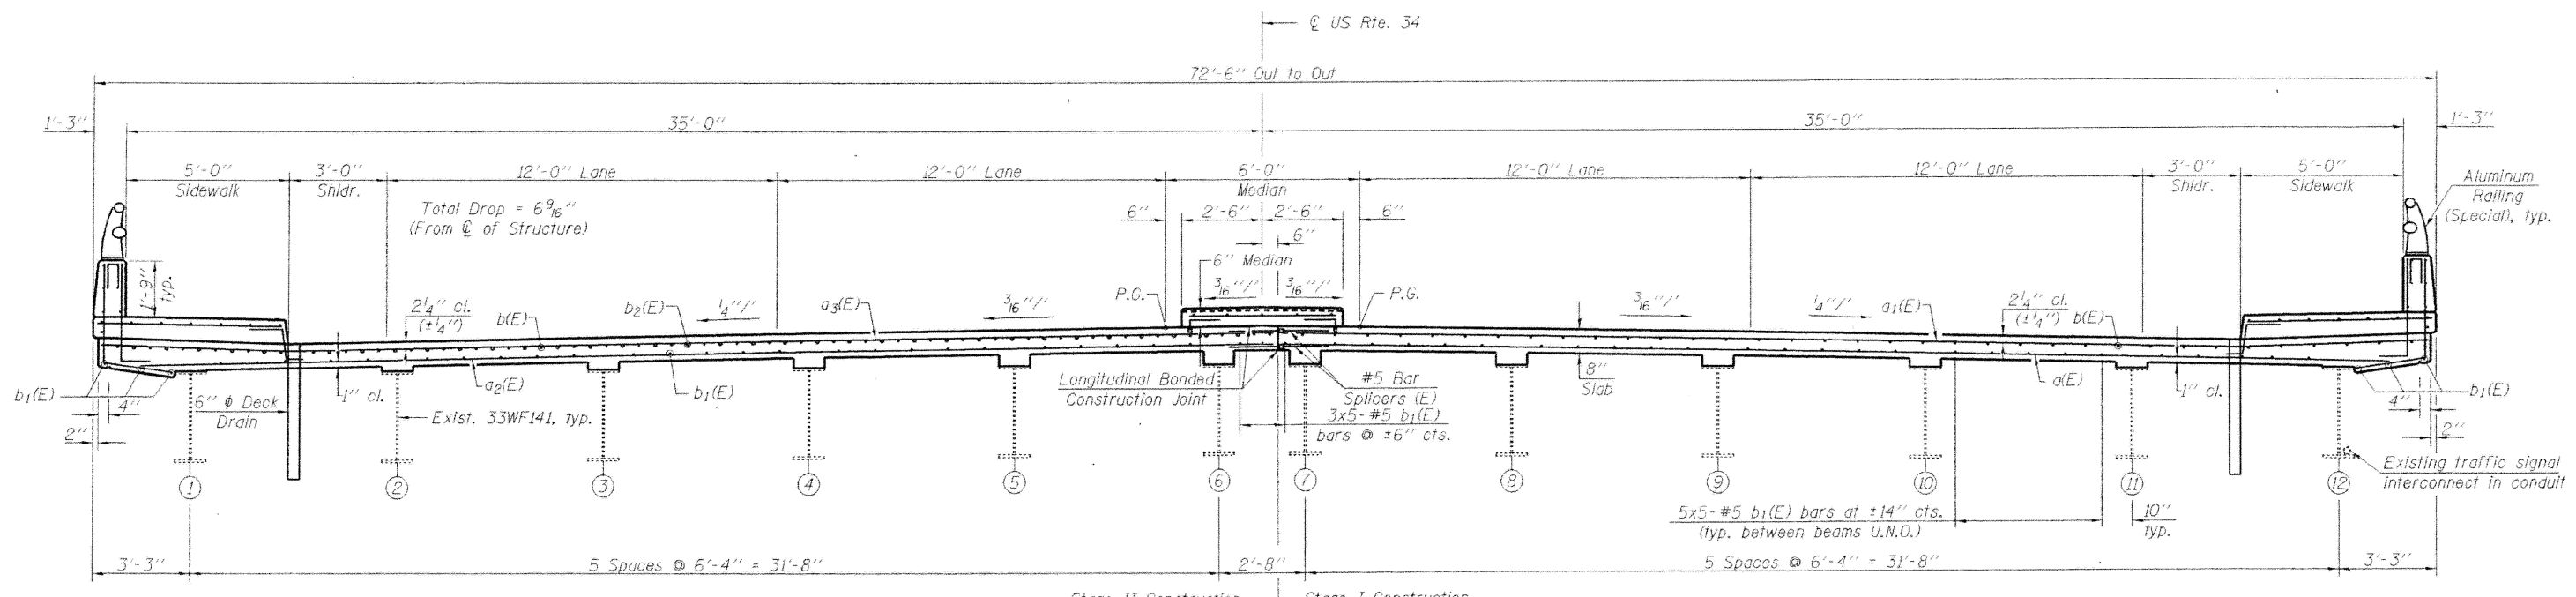 ℄ US Rte. 34
72'-6" Out to Out
1'-3"
35'-0"
35'-0"
1'-3"
5'-0"
Sidewalk
3'-0"
Shldr.
12'-0" Lane
12'-0" Lane
6'-0"
Median
12'-0" Lane
12'-0" Lane
3'-0"
Shldr.
5'-0"
Sidewalk
Aluminum
Railing
(Special), typ.
Total Drop = 6 9/16"
(From ℄ of Structure)
6"
2'-6"
2'-6"
6"
6"
6" Median
3/16"/'
3/16"/'
1'-9"
typ.
2 1/4" cl.
(±1/4")
b(E)
b2(E)
1/4"/'
a3(E)
3/16"/'
P.G.
P.G.
3/16"/'
1/4"/'
a1(E)
2 1/4" cl.
(±1/4")
b(E)
b1(E)
4"
2"
6" ϕ Deck
Drain
1" cl.
a2(E)
Exist. 33WF141, typ.
b1(E)
Longitudinal Bonded
Construction Joint
#5 Bar
Splicers (E)
3x5-#5 b1(E)
bars @ ±6" cts.
8"
Slab
a(E)
1" cl.
4"
b1(E)
2"
Existing traffic signal
interconnect in conduit
1
2
3
4
5
6
7
8
9
10
11
12
5x5-#5 b1(E) bars at ±14" cts.
(typ. between beams U.N.O.)
10"
typ.
3'-3"
5 Spaces @ 6'-4" = 31'-8"
2'-8"
5 Spaces @ 6'-4" = 31'-8"
3'-3"
Stage II Construction
Stage I Construction